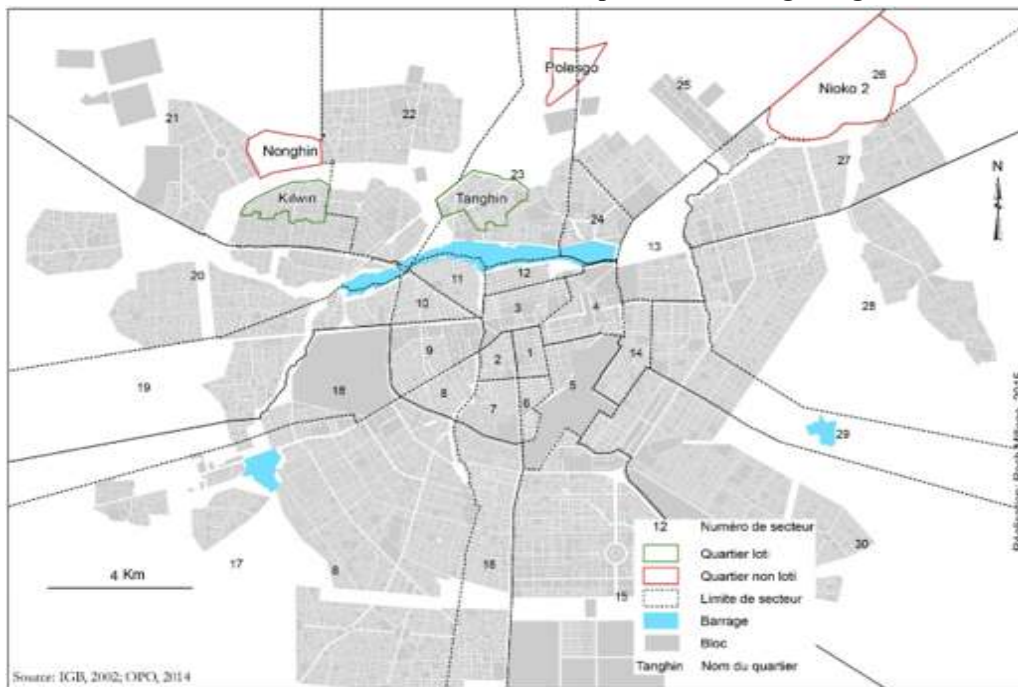 Polesgo
Nioko 2
26
25
22
21
Nonghin
27
23
N
Kilwin
Tanghin
24
13
20
11
12
28
10
3
4
9
2
1
14
19
18
8
5
7
6
29
30
12 Numéro de secteur
Quartier loti
Quartier non loti
Limite de secteur
Barrage
Bloc
Tanghin Nom du quartier
17
4 Km
8
16
15
Source: IGB, 2002; OPO, 2014